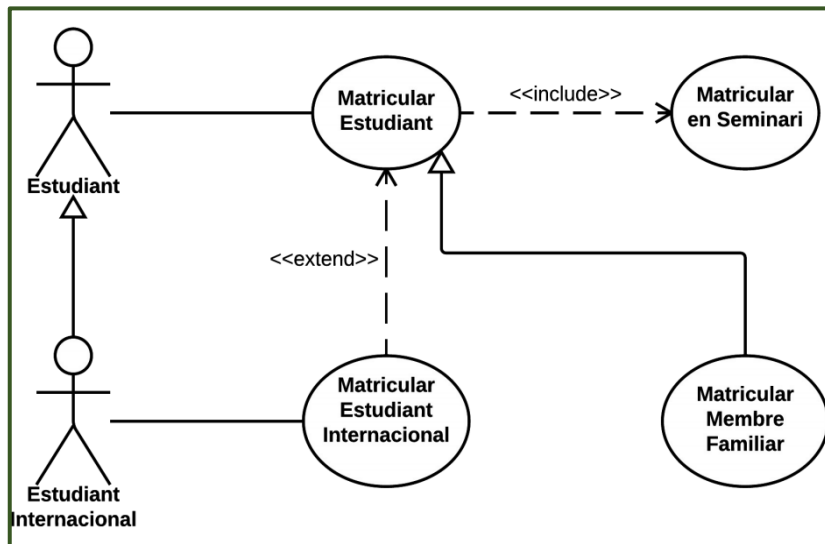 Matricular
Estudiant
<<include>>
Matricular
en Seminari
Estudiant
<<extend>>
Matricular
Estudiant
Internacional
Matricular
Membre
Familiar
Estudiant
Internacional